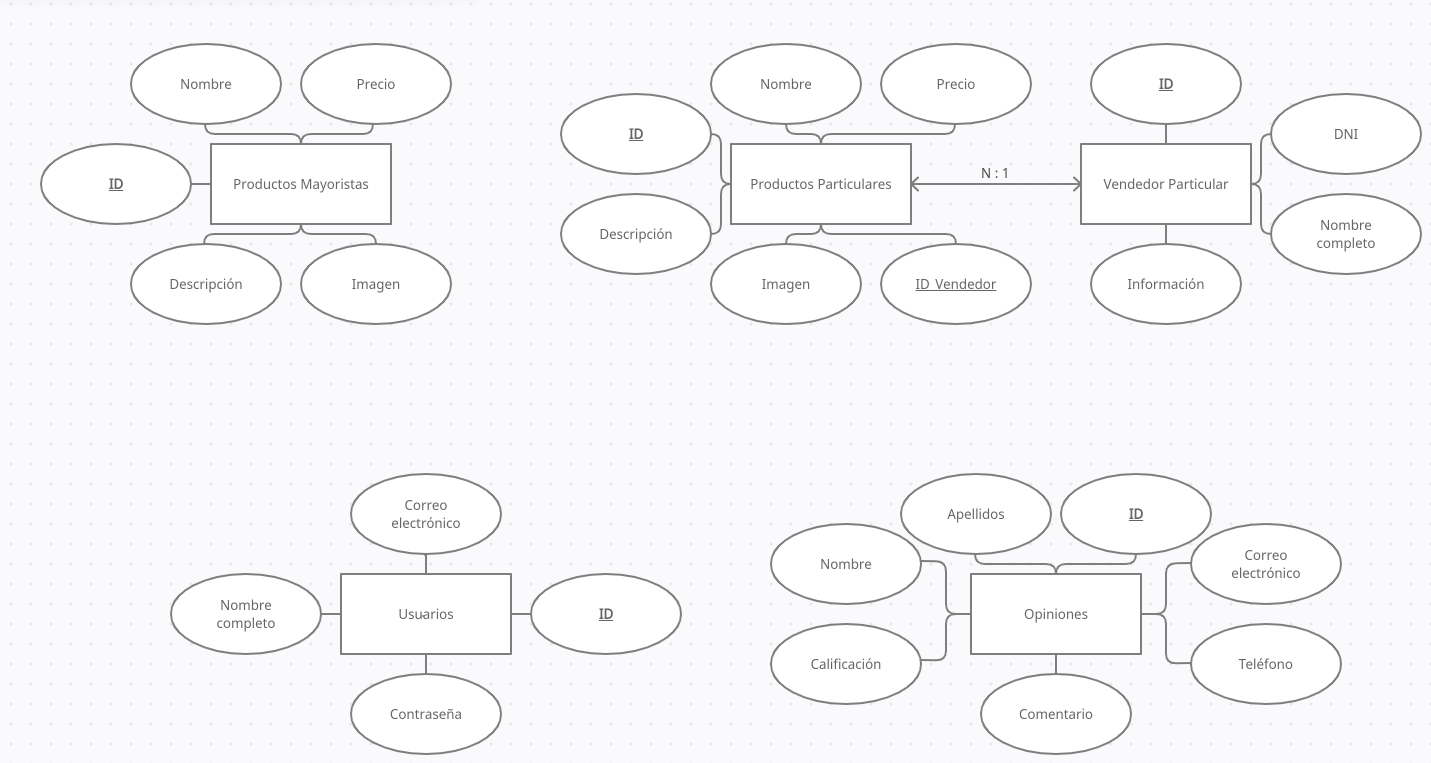 Nombre
Precio
ID
Productos Mayoristas
Descripción
Imagen
Nombre
Precio
ID
Productos Particulares
Descripción
Imagen
ID_Vendedor
N : 1
ID
DNI
Vendedor Particular
Nombre
completo
Información
Correo
electrónico
Nombre
completo
Usuarios
ID
Contraseña
Apellidos
ID
Nombre
Correo
electrónico
Opiniones
Calificación
Teléfono
Comentario